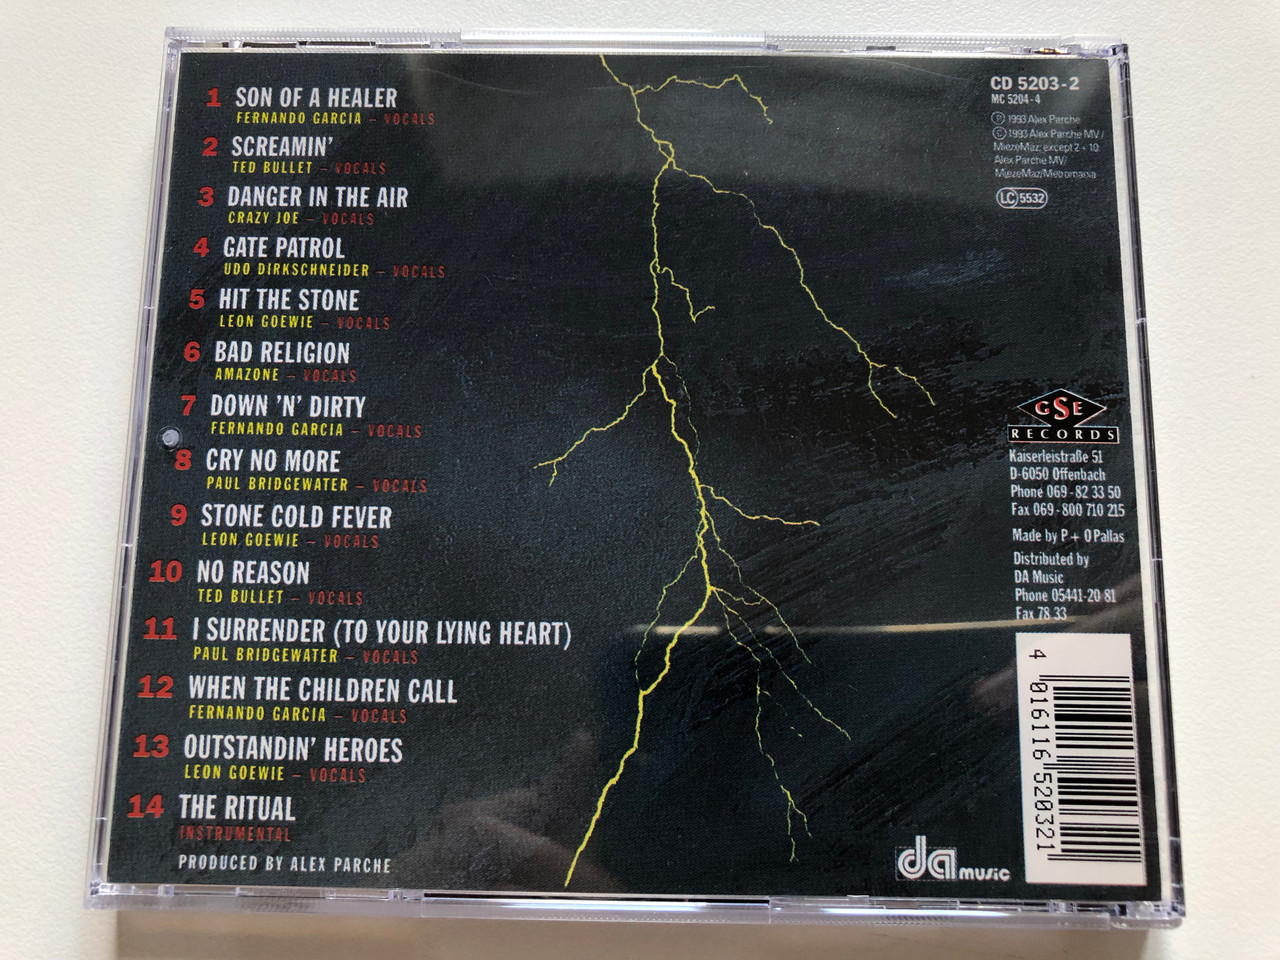 1 SON OF A HEALER
FERNANDO GARCIA – VOCALS
2 SCREAMIN'
TED BULLET – VOCALS
3 DANGER IN THE AIR
CRAZY JOE – VOCALS
4 GATE PATROL
UDO DIRKSCHNEIDER – VOCALS
5 HIT THE STONE
LEON GOEWIE – VOCALS
6 BAD RELIGION
AMAZONE – VOCALS
7 DOWN 'N' DIRTY
FERNANDO GARCIA – VOCALS
8 CRY NO MORE
PAUL BRIDGEWATER – VOCALS
9 STONE COLD FEVER
LEON GOEWIE – VOCALS
10 NO REASON
TED BULLET – VOCALS
11 I SURRENDER (TO YOUR LYING HEART)
PAUL BRIDGEWATER – VOCALS
12 WHEN THE CHILDREN CALL
FERNANDO GARCIA – VOCALS
13 OUTSTANDIN' HEROES
LEON GOEWIE – VOCALS
14 THE RITUAL
INSTRUMENTAL
PRODUCED BY ALEX PARCHE
CD 5203-2
MC 5204-4
Ⓟ 1993 Alex Parche
© 1993 Alex Parche MV/
MiezeMaz; except 2 + 10
Alex Parche MV/
MiezeMaz/Metromania
LC 5532
GSE
RECORDS
Kaiserleistraße 51
D-6050 Offenbach
Phone 069-82 33 50
Fax 069-800 710 215
Made by P + O Pallas
Distributed by
DA Music
Phone 05441-20 81
Fax 78 33
4 016116 520321
da music